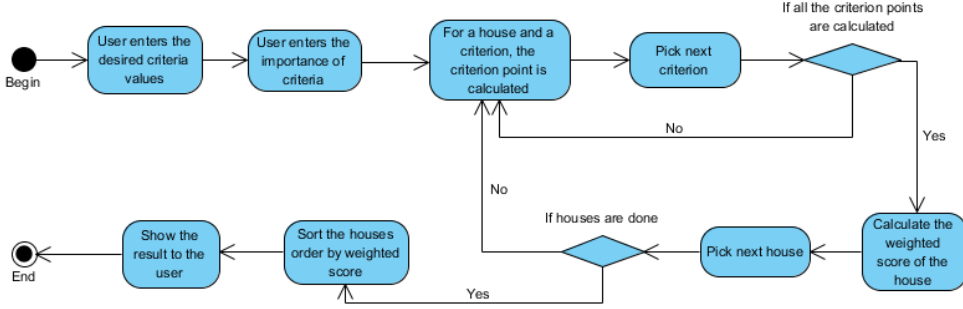 If all the criterion points
are calculated
Begin
User enters the
desired criteria
values
User enters the
importance of
criteria
For a house and a
criterion, the
criterion point is
calculated
Pick next
criterion
No
Yes
No
If houses are done
End
Show the
result to the
user
Sort the houses
order by weighted
score
Pick next house
Calculate the
weighted
score of the
house
Yes